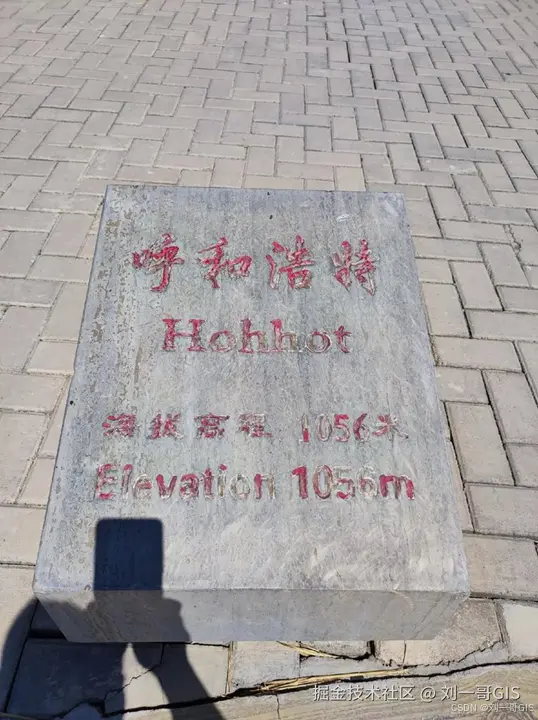 呼和浩特
Hohhot
海拔高程 1056米
Elevation 1056m
掘金技术社区 @ 刘一哥GIS
CSDN @刘一哥GIS